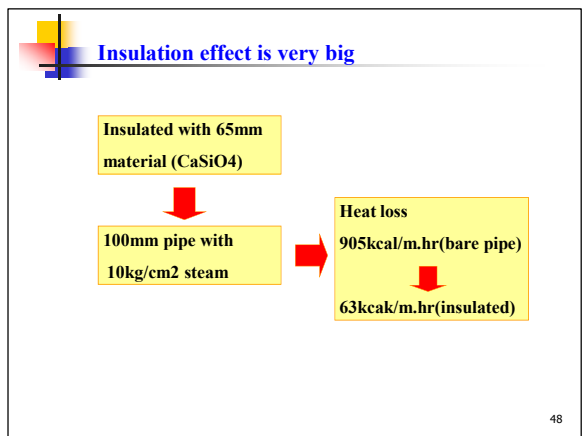 Insulation effect is very big
Insulated with 65mm
material (CaSiO4)
100mm pipe with
10kg/cm2 steam
Heat loss
905kcal/m.hr(bare pipe)
63kcak/m.hr(insulated)
48